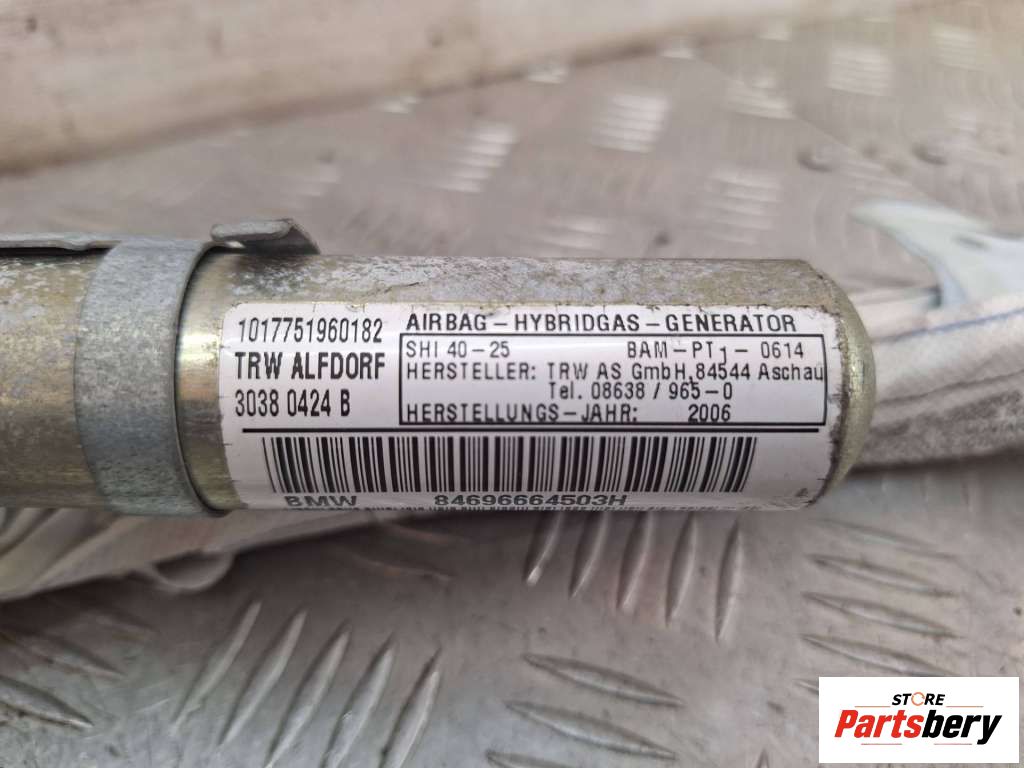 1017751960182
TRW ALFDORF
3038 0424 B
AIRBAG-HYBRIDGAS-GENERATOR
SHI 40-25 BAM-PT1-0614
HERSTELLER: TRW AS GmbH, 84544 Aschau
Tel. 08638 / 965-0
HERSTELLUNGS-JAHR: 2006
BMW 84696664503H
STORE
Partsbery